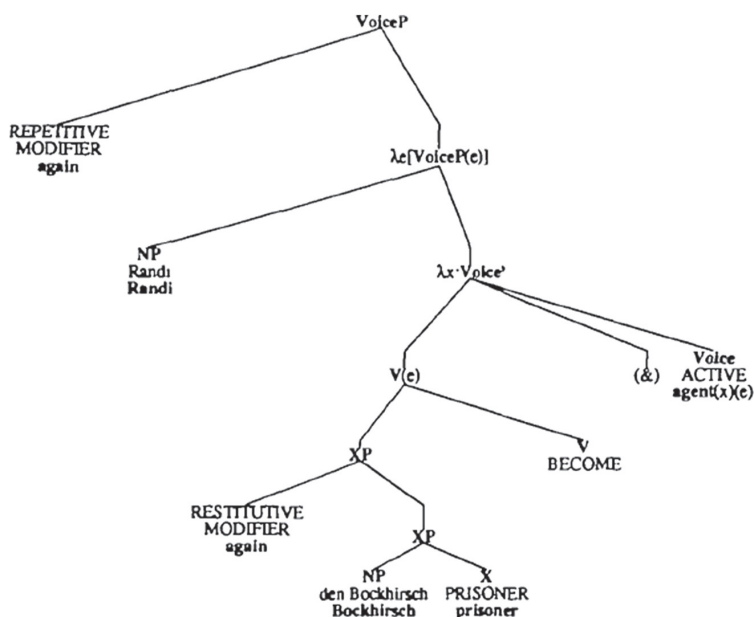 VoiceP
REPETITIVE
MODIFIER
again
λe[VoiceP(e)]
NP
Randi
Randi
λx·Voice'
Voice
ACTIVE
agent(x)(e)
(&)
V(e)
XP
V
BECOME
RESTITUTIVE
MODIFIER
again
XP
NP
den Bockhirsch
Bockhirsch
X
PRISONER
prisoner